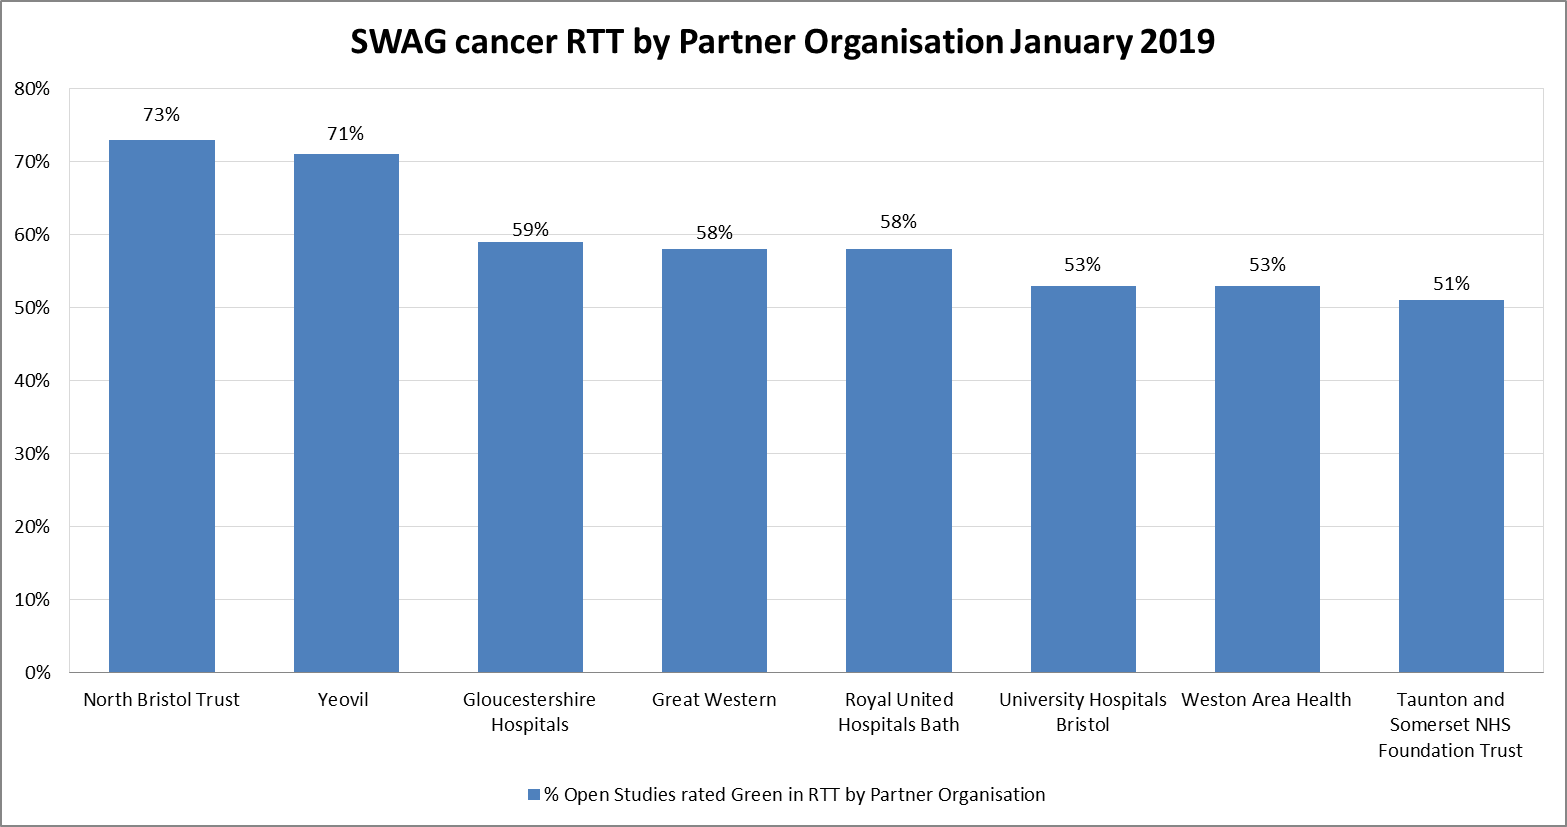 SWAG cancer RTT by Partner Organisation January 2019
80%
70%
60%
50%
40%
30%
20%
10%
0%
73%
71%
59%
58%
58%
53%
53%
51%
North Bristol Trust
Yeovil
Gloucestershire
Hospitals
Great Western
Royal United
Hospitals Bath
University Hospitals
Bristol
Weston Area Health
Taunton and
Somerset NHS
Foundation Trust
% Open Studies rated Green in RTT by Partner Organisation